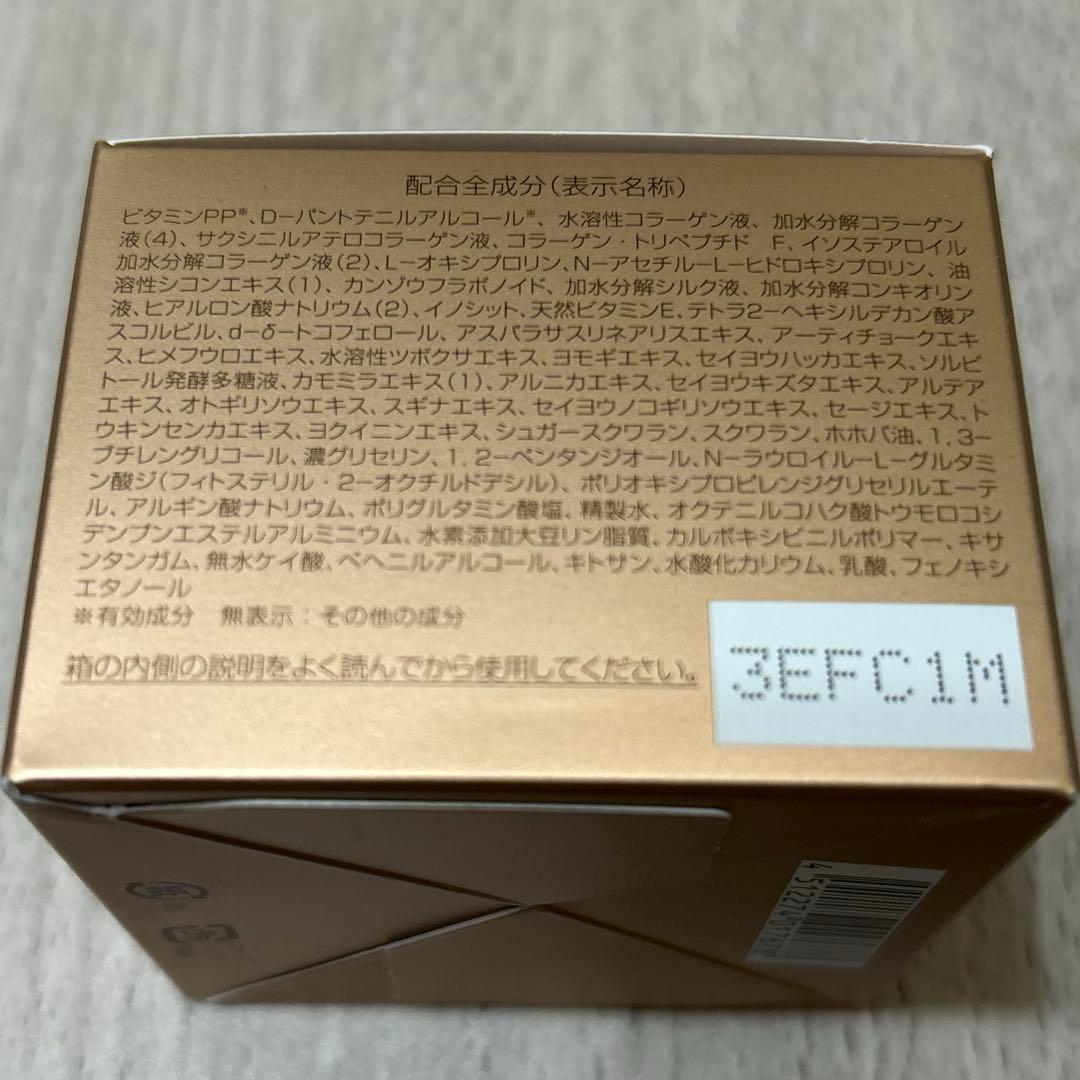 配合全成分(表示名称)
ビタミンPP※、D-パントテニルアルコール※、水溶性コラーゲン液、加水分解コラーゲン
液(4)、サクシニルアテロコラーゲン液、コラーゲン・トリペプチド F、イソステアロイル
加水分解コラーゲン液(2)、L-オキシプロリン、N-アセチル-L-ヒドロキシプロリン、油
溶性シコンエキス(1)、カンゾウフラボノイド、加水分解シルク液、加水分解コンキオリン
液、ヒアルロン酸ナトリウム(2)、イノシット、天然ビタミンE、テトラ2-ヘキシルデカン酸ア
スコルビル、d-δ-トコフェロール、アスパラサスリネアリスエキス、アーティチョークエキ
ス、ヒメフウロエキス、水溶性ツボクサエキス、ヨモギエキス、セイヨウハッカエキス、ソルビ
トール発酵多糖液、カモミラエキス(1)、アルニカエキス、セイヨウキズタエキス、アルテア
エキス、オトギリソウエキス、スギナエキス、セイヨウノコギリソウエキス、セージエキス、ト
ウキンセンカエキス、ヨクイニンエキス、シュガースクワラン、スクワラン、ホホバ油、1,3-
ブチレングリコール、濃グリセリン、1,2-ペンタンジオール、N-ラウロイル-L-グルタミ
ン酸ジ(フィトステリル・2-オクチルドデシル)、ポリオキシプロピレンジグリセリルエーテ
ル、アルギン酸ナトリウム、ポリグルタミン酸塩、精製水、オクテニルコハク酸トウモロコシ
デンプンエステルアルミニウム、水素添加大豆リン脂質、カルボキシビニルポリマー、キサ
ンタンガム、無水ケイ酸、ベヘニルアルコール、キトサン、水酸化カリウム、乳酸、フェノキシ
エタノール
※有効成分 無表示:その他の成分
箱の内側の説明をよく読んでから使用してください。
3EFC1M